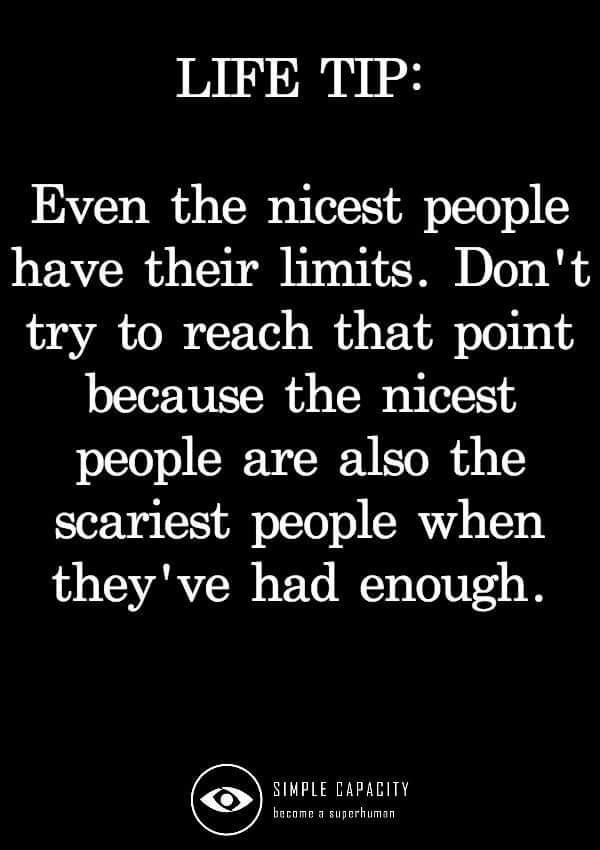 LIFE TIP:
Even the nicest people
have their limits. Don't
try to reach that point
because the nicest
people are also the
scariest people when
they've had enough.
SIMPLE CAPACITY
become a superhuman